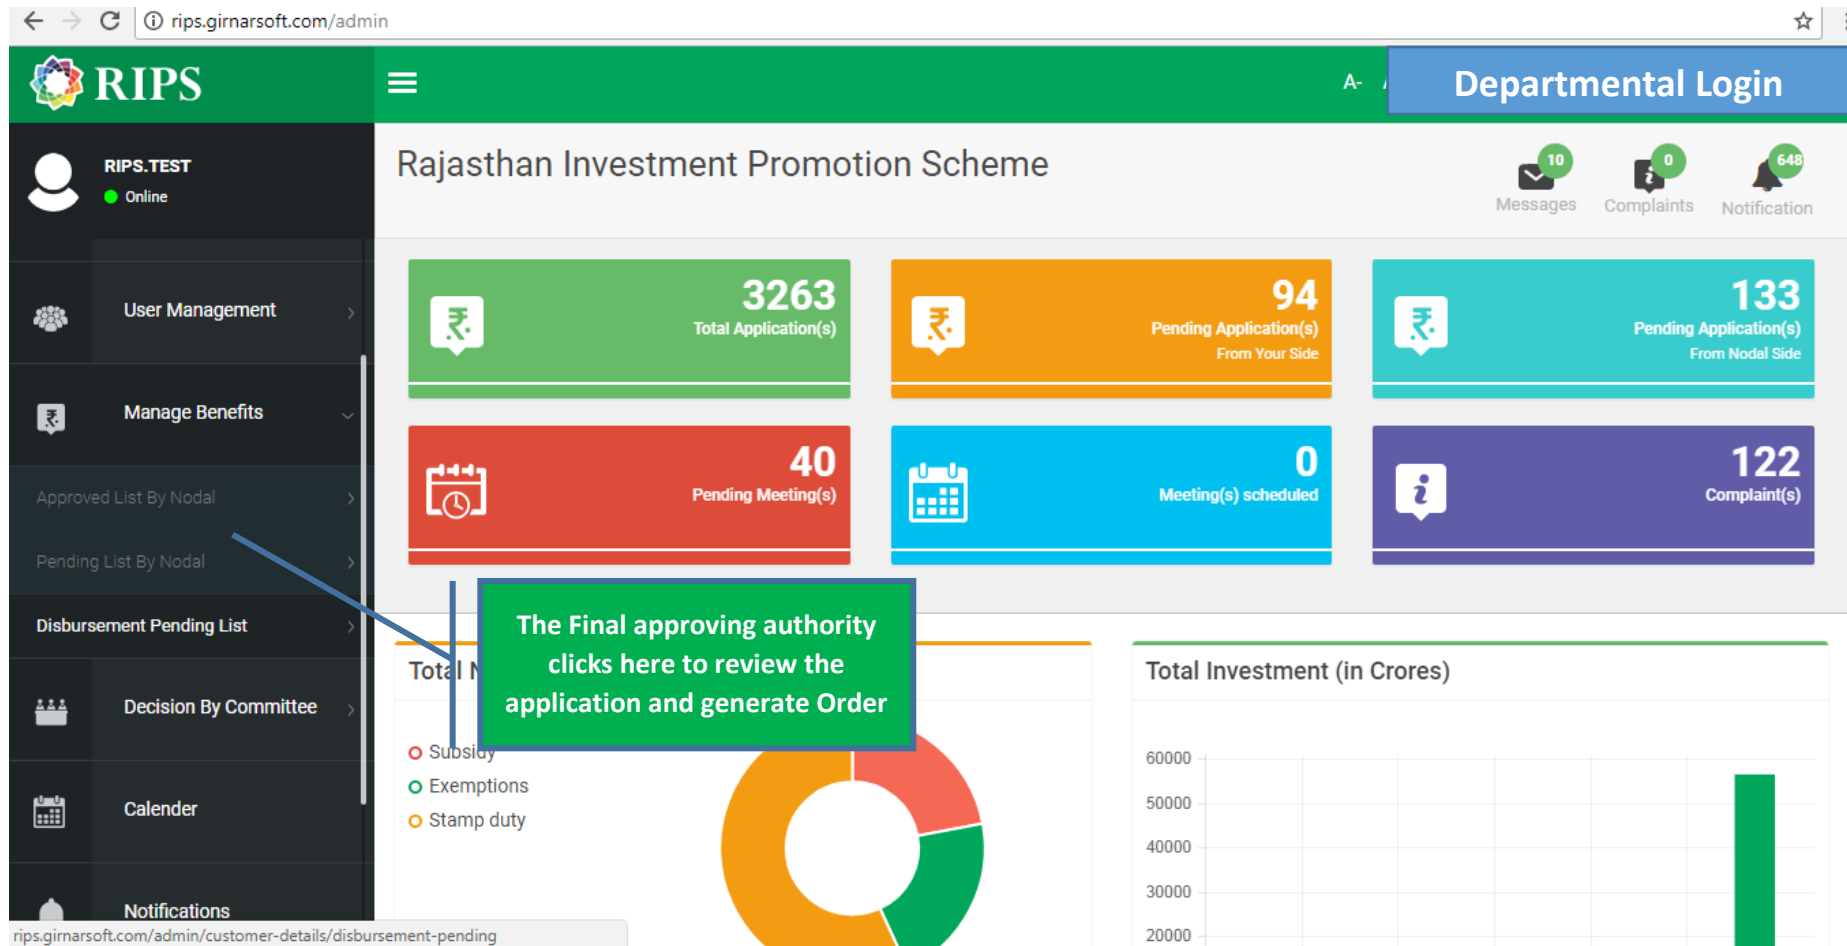 rips.girnarsoft.com/admin
RIPS
A-
Departmental Login
RIPS.TEST
Online
Rajasthan Investment Promotion Scheme
10
Messages
0
Complaints
648
Notification
User Management
Manage Benefits
Approved List By Nodal
Pending List By Nodal
Disbursement Pending List
Decision By Committee
Calender
Notifications
3263
Total Application(s)
94
Pending Application(s)
From Your Side
133
Pending Application(s)
From Nodal Side
40
Pending Meeting(s)
0
Meeting(s) scheduled
122
Complaint(s)
The Final approving authority
clicks here to review the
application and generate Order
Total
Subsidy
Exemptions
Stamp duty
Total Investment (in Crores)
60000
50000
40000
30000
20000
rips.girnarsoft.com/admin/customer-details/disbursement-pending